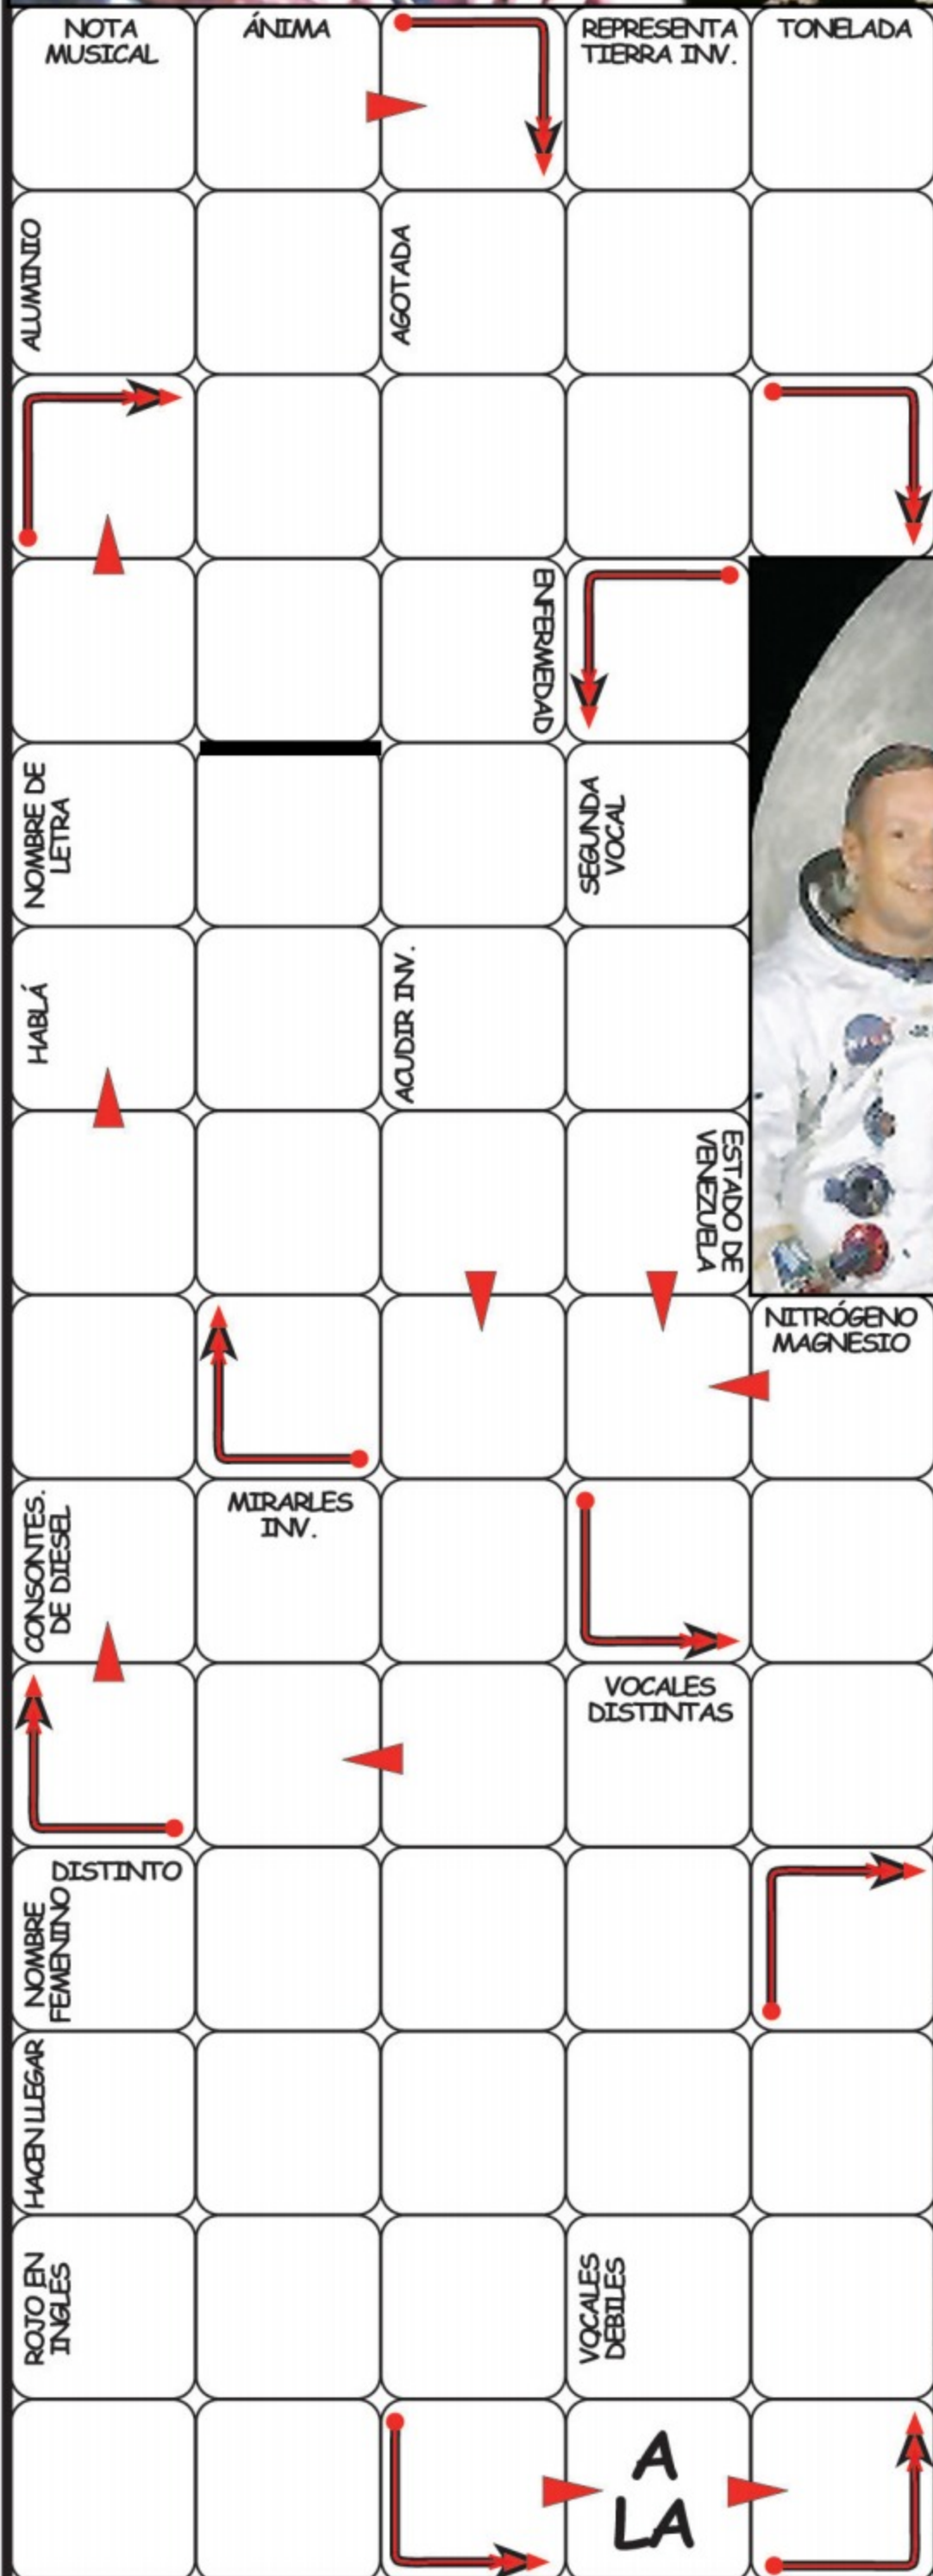 NOTA
MUSICAL
ÁNIMA
REPRESENTA
TIERRA INV.
TONELADA
ALUMINIO
AGOTADA
ENFERMEDAD
NOMBRE DE
LETRA
SEGUNDA
VOCAL
HABLÁ
ACUDIR INV.
ESTADO DE
VENEZUELA
NITRÓGENO
MAGNESIO
CONSONTES.
DE DIESEL
MIRARLES
INV.
VOCALES
DISTINTAS
DISTINTO
NOMBRE
FEMENINO
HACEN LLEGAR
ROJO EN
INGLES
VOCALES
DEBILES
A
LA